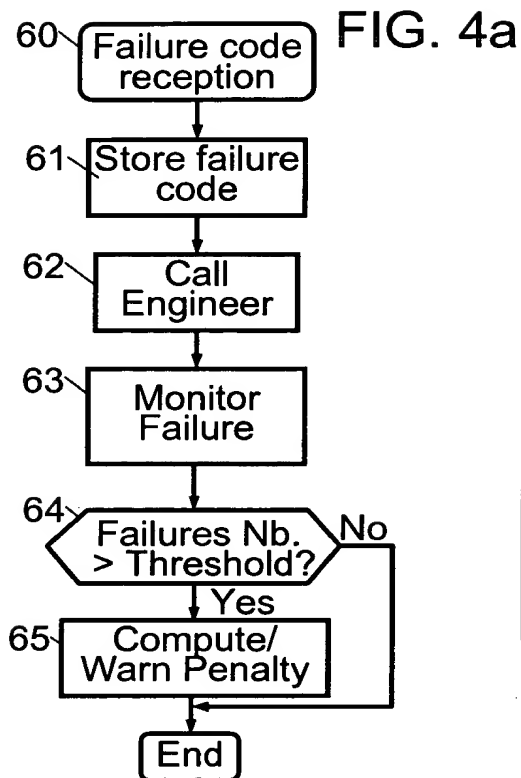 FIG. 4a
60
Failure code
reception
61
Store failure
code
62
Call
Engineer
63
Monitor
Failure
64
Failures Nb.
> Threshold?
No
Yes
65
Compute/
Warn Penalty
End